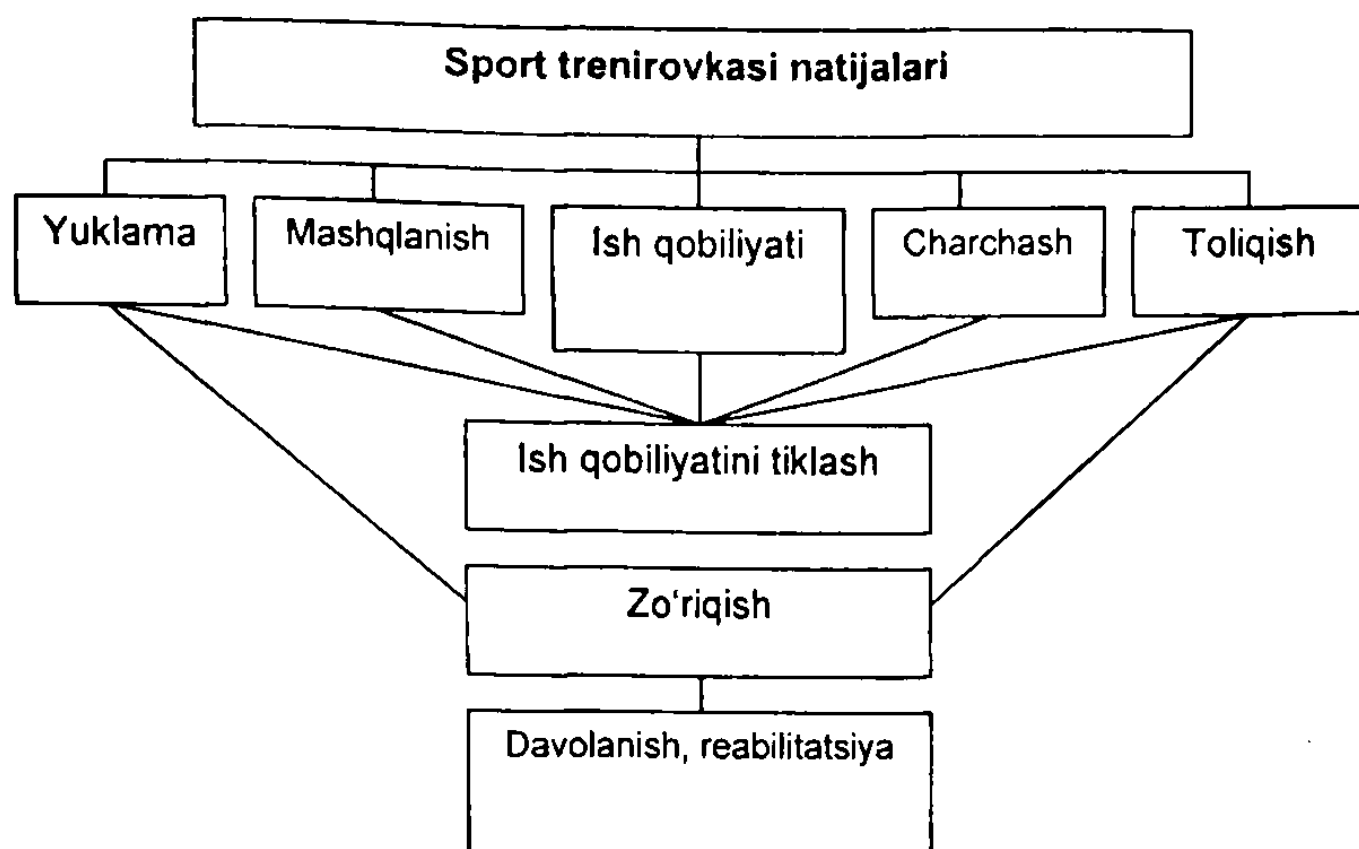 Sport trenirovkasi natijalari
Yuklama
Mashqlanish
Ish qobiliyati
Charchash
Toliqish
Ish qobiliyatini tiklash
Zo‘riqish
Davolanish, reabilitatsiya